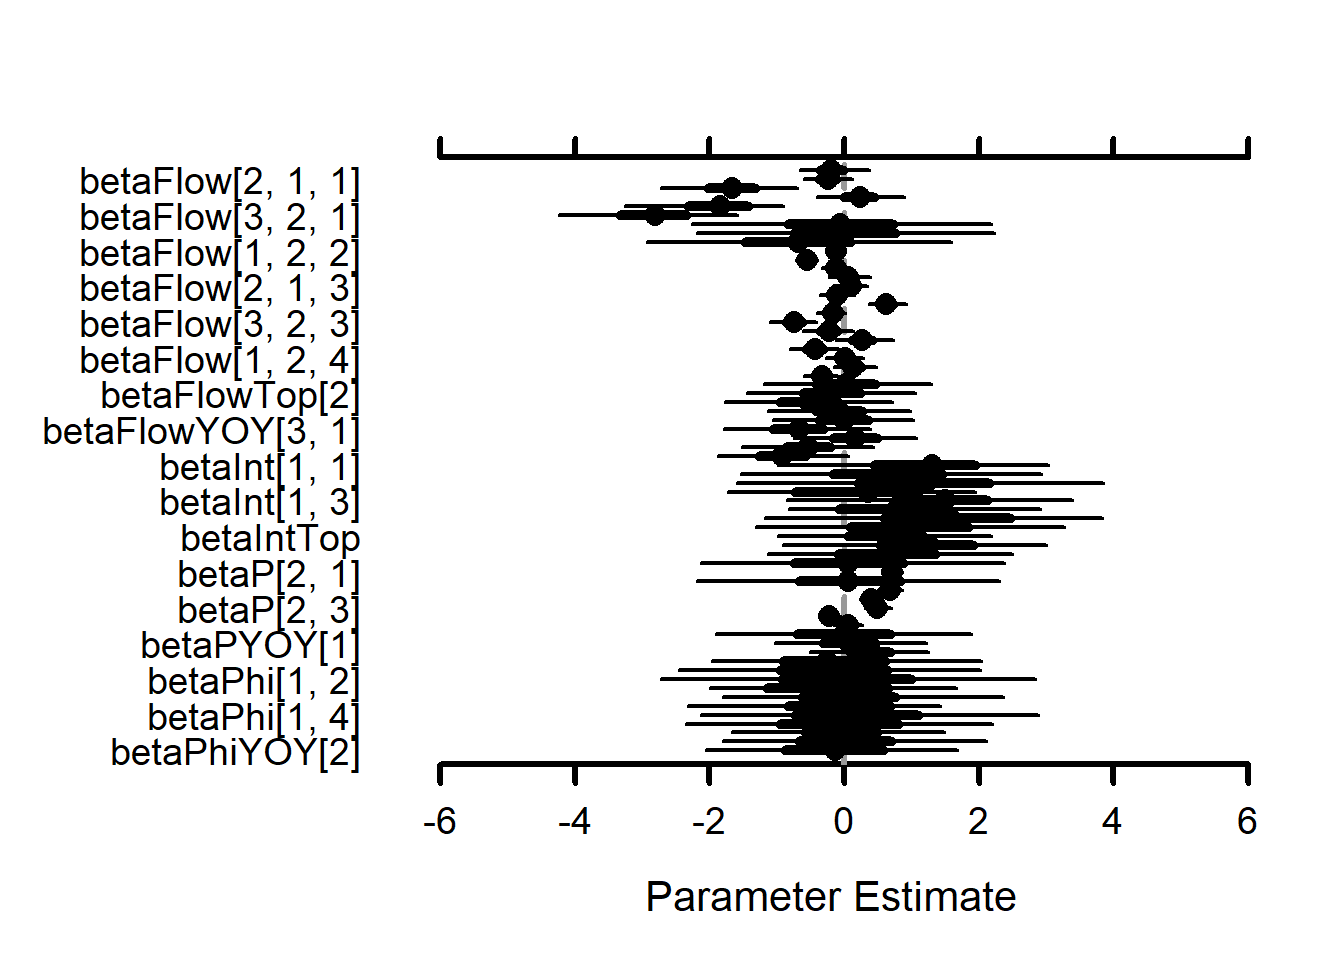 betaFlow[2, 1, 1]
betaFlow[3, 2, 1]
betaFlow[1, 2, 2]
betaFlow[2, 1, 3]
betaFlow[3, 2, 3]
betaFlow[1, 2, 4]
betaFlowTop[2]
betaFlowYOY[3, 1]
betaInt[1, 1]
betaInt[1, 3]
betaIntTop
betaP[2, 1]
betaP[2, 3]
betaPYOY[1]
betaPhi[1, 2]
betaPhi[1, 4]
betaPhiYOY[2]
-6 -4 -2 0 2 4 6
Parameter Estimate